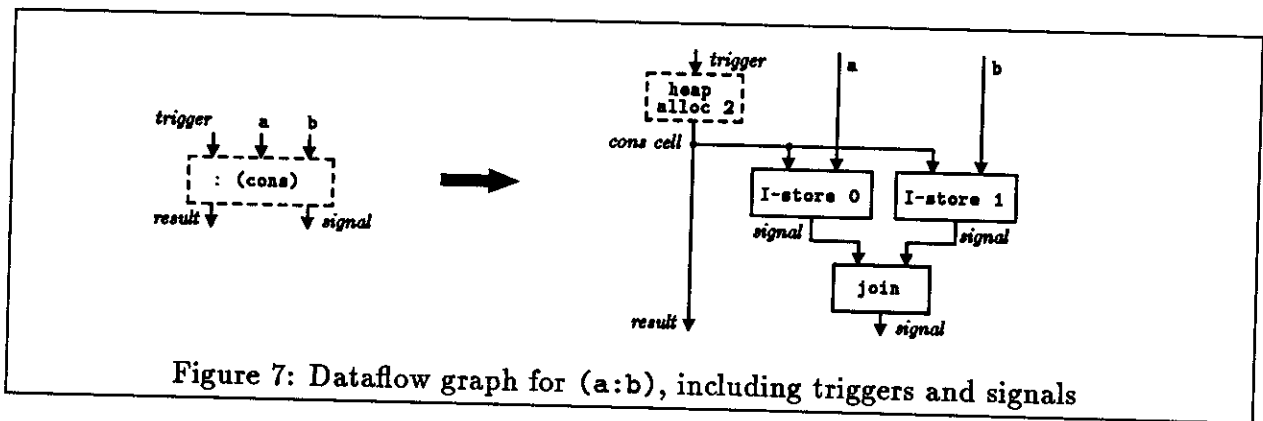 trigger a b
: (cons)
result signal
trigger a b
heap
alloc 2
cons cell
I-store 0 I-store 1
signal signal
join
result signal
Figure 7: Dataflow graph for (a:b), including triggers and signals